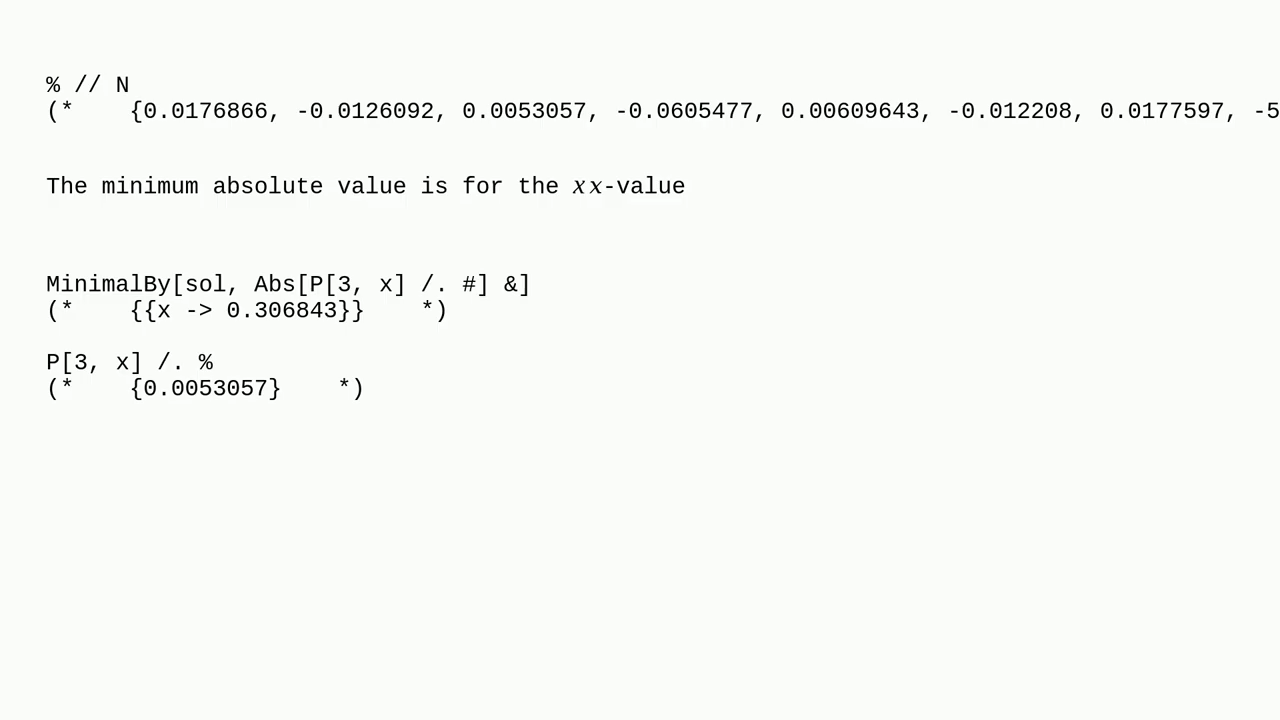 % // N
(*    {0.0176866, -0.0126092, 0.0053057, -0.0605477, 0.00609643, -0.012208, 0.0177597, -5
The minimum absolute value is for the x x-value
MinimalBy[sol, Abs[P[3, x] /. #] &]
(*    {{x -> 0.306843}}    *)
P[3, x] /. %
(*    {0.0053057}    *)